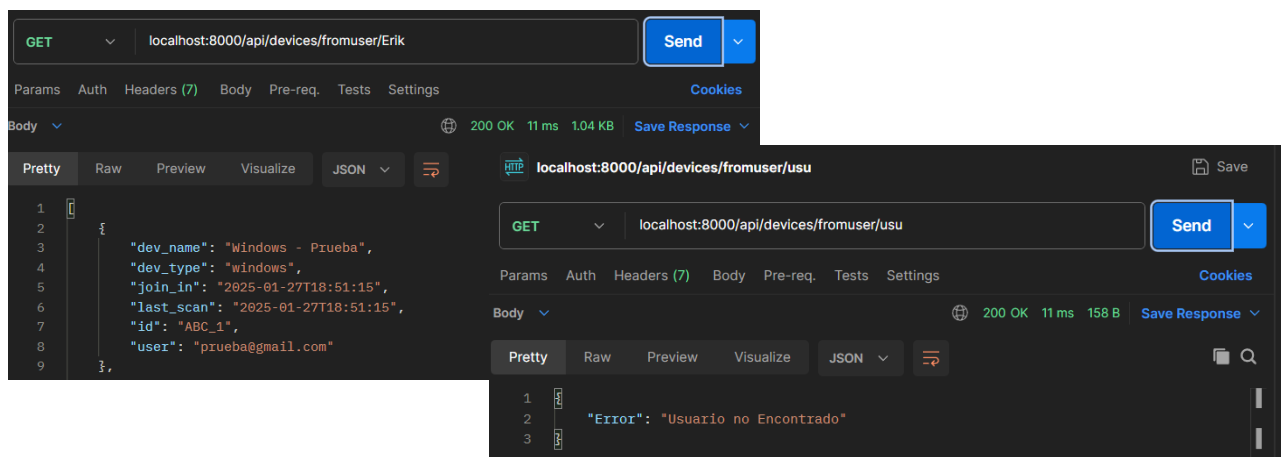 GET localhost:8000/api/devices/fromuser/Erik Send
Params Auth Headers (7) Body Pre-req. Tests Settings Cookies
Body 200 OK 11 ms 1.04 KB Save Response
Pretty Raw Preview Visualize JSON
1 [
2 {
3 "dev_name": "Windows - Prueba",
4 "dev_type": "windows",
5 "join_in": "2025-01-27T18:51:15",
6 "last_scan": "2025-01-27T18:51:15",
7 "id": "ABC_1",
8 "user": "prueba@gmail.com"
9 },
HTTP localhost:8000/api/devices/fromuser/usu Save
GET localhost:8000/api/devices/fromuser/usu Send
Params Auth Headers (7) Body Pre-req. Tests Settings Cookies
Body 200 OK 11 ms 158 B Save Response
Pretty Raw Preview Visualize JSON
1 {
2 "Error": "Usuario no Encontrado"
3 }